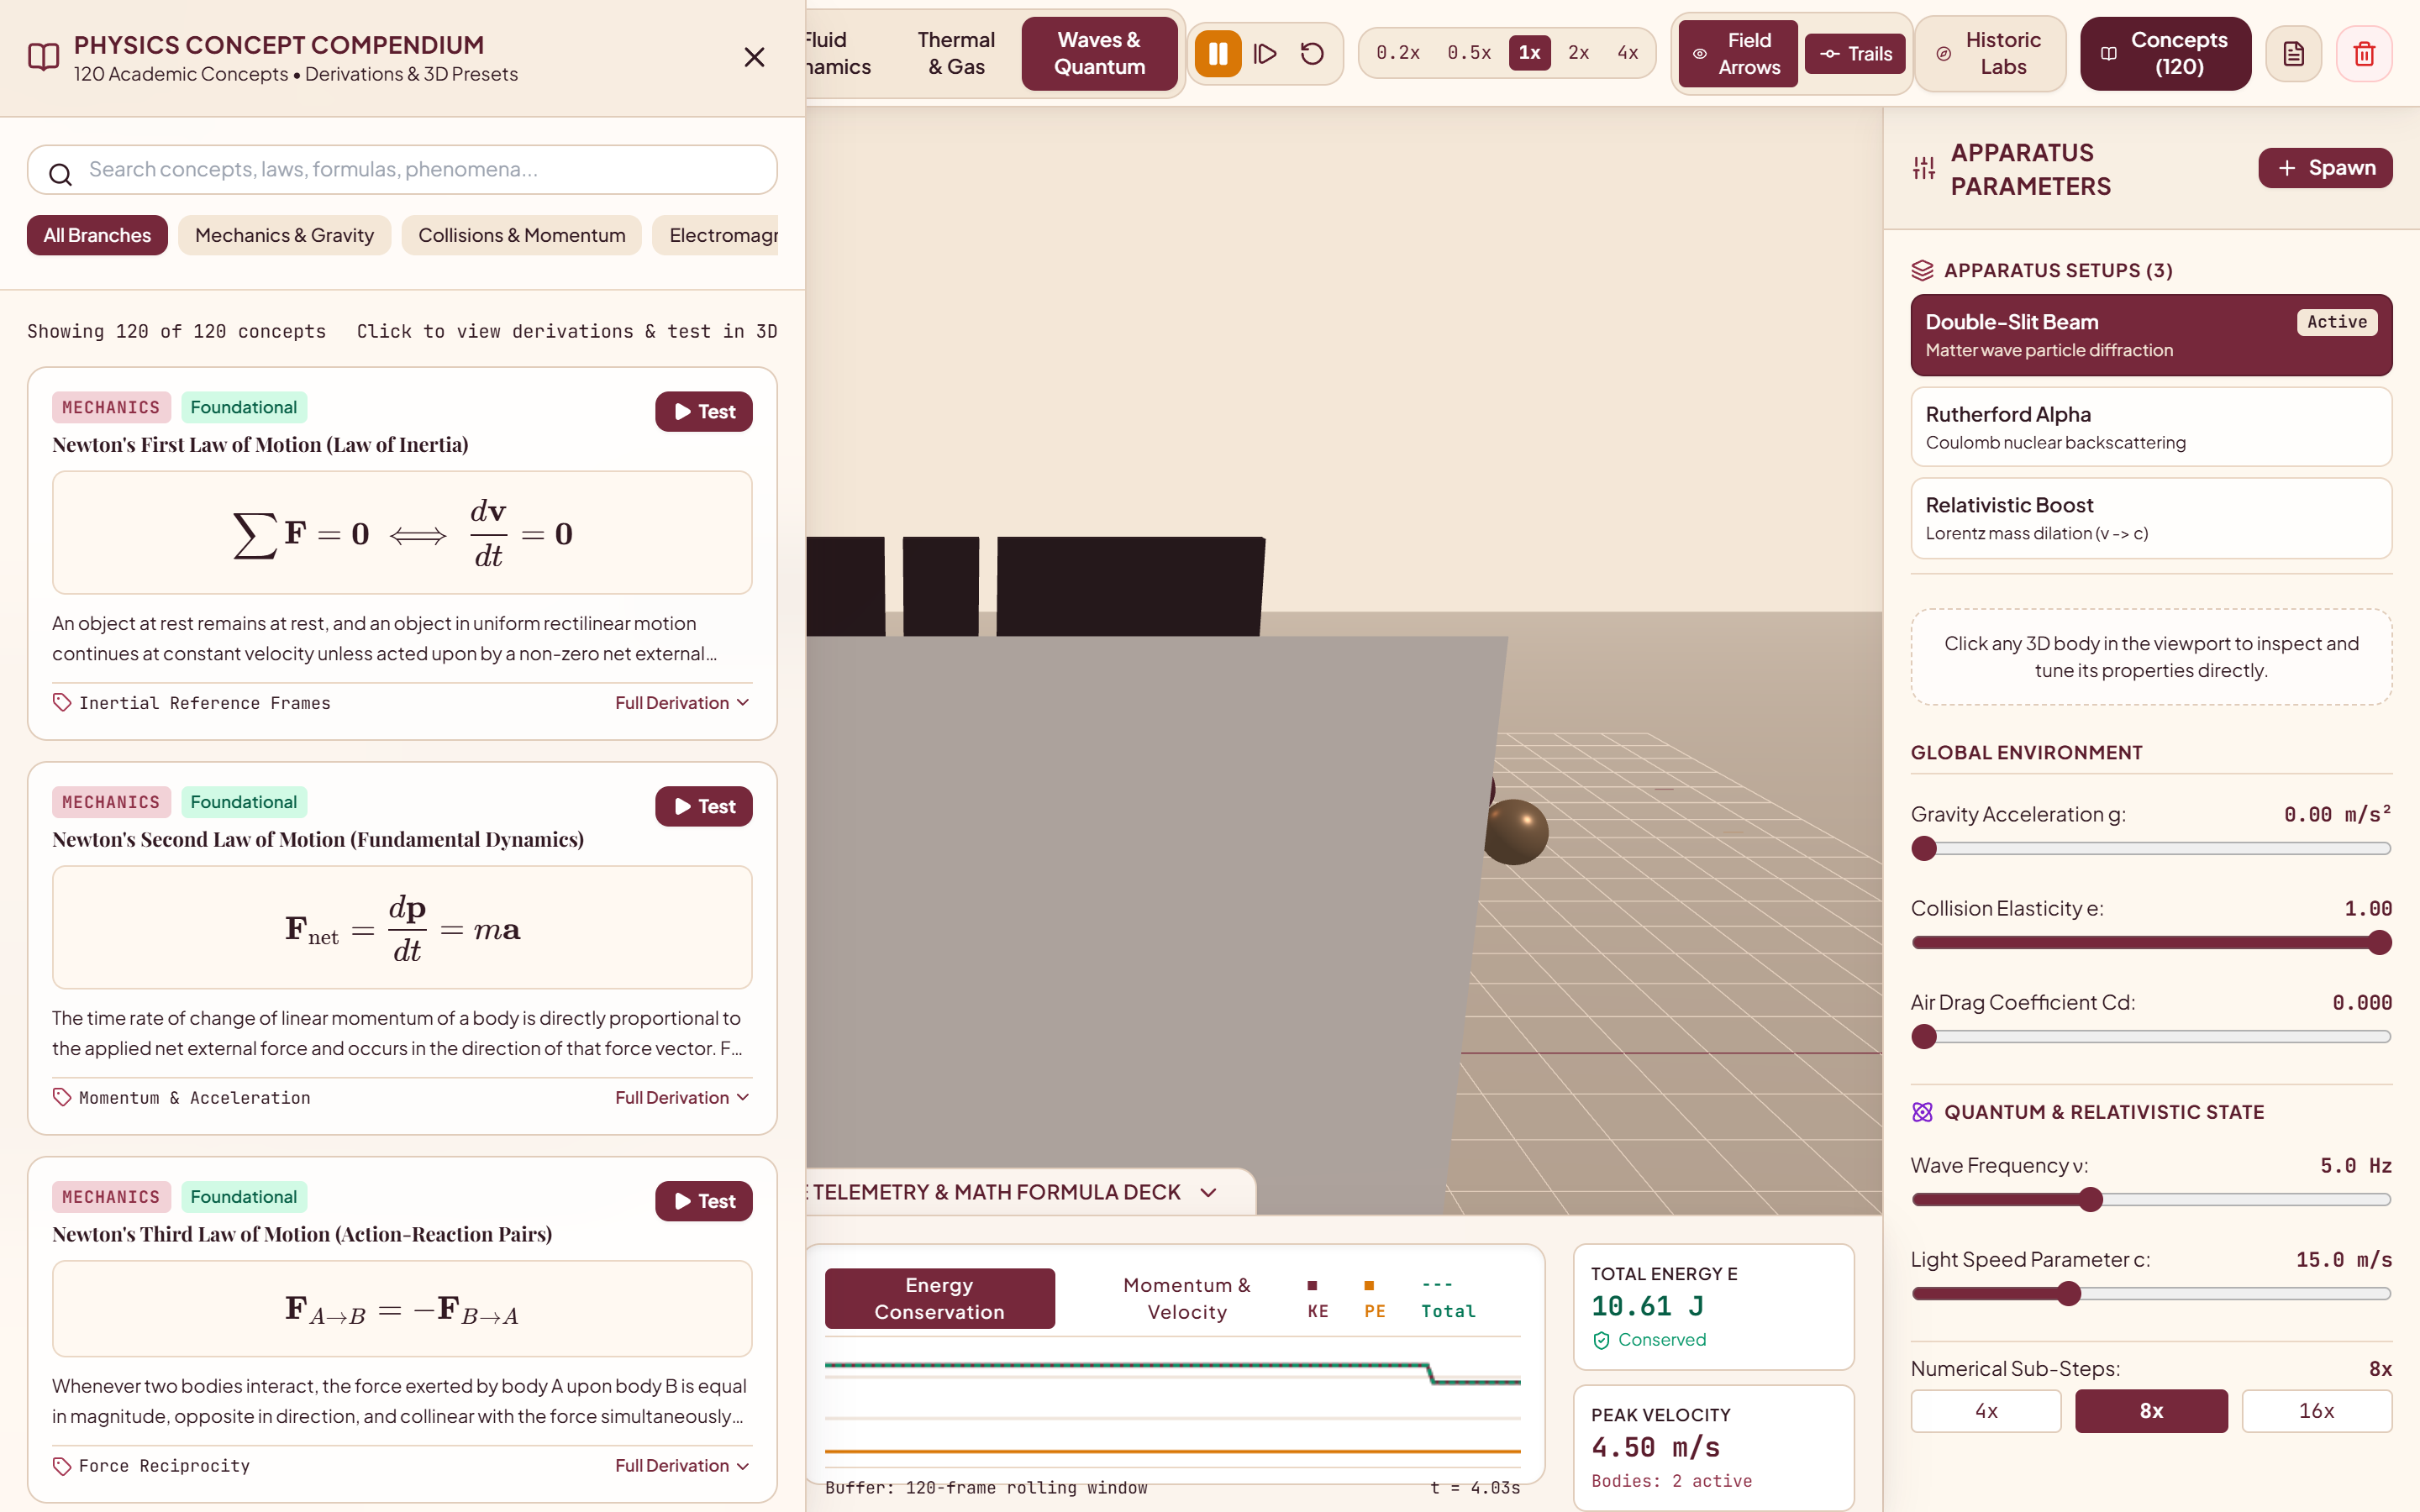 PHYSICS CONCEPT COMPENDIUM
120 Academic Concepts • Derivations & 3D Presets
Search concepts, laws, formulas, phenomena...
All Branches
Mechanics & Gravity
Collisions & Momentum
Electromagr
Showing 120 of 120 concepts
Click to view derivations & test in 3D
MECHANICS
Foundational
Test
Newton's First Law of Motion (Law of Inertia)
∑ F = 0 ⟺ dv/dt = 0
An object at rest remains at rest, and an object in uniform rectilinear motion
continues at constant velocity unless acted upon by a non-zero net external...
Inertial Reference Frames
Full Derivation
MECHANICS
Foundational
Test
Newton's Second Law of Motion (Fundamental Dynamics)
F_net = dp/dt = ma
The time rate of change of linear momentum of a body is directly proportional to
the applied net external force and occurs in the direction of that force vector. F...
Momentum & Acceleration
Full Derivation
MECHANICS
Foundational
Test
Newton's Third Law of Motion (Action-Reaction Pairs)
F_{A→B} = −F_{B→A}
Whenever two bodies interact, the force exerted by body A upon body B is equal
in magnitude, opposite in direction, and collinear with the force simultaneously...
Force Reciprocity
Full Derivation
Fluid
namics
Thermal
& Gas
Waves &
Quantum
0.2x
0.5x
1x
2x
4x
Field
Arrows
Trails
Historic
Labs
Concepts
(120)
TELEMETRY & MATH FORMULA DECK
Energy
Conservation
Momentum &
Velocity
KE
PE
---
Total
Buffer: 120-frame rolling window
t = 4.03s
TOTAL ENERGY E
10.61 J
Conserved
PEAK VELOCITY
4.50 m/s
Bodies: 2 active
APPARATUS
PARAMETERS
Spawn
APPARATUS SETUPS (3)
Double-Slit Beam
Active
Matter wave particle diffraction
Rutherford Alpha
Coulomb nuclear backscattering
Relativistic Boost
Lorentz mass dilation (v -> c)
Click any 3D body in the viewport to inspect and
tune its properties directly.
GLOBAL ENVIRONMENT
Gravity Acceleration g:
0.00 m/s²
Collision Elasticity e:
1.00
Air Drag Coefficient Cd:
0.000
QUANTUM & RELATIVISTIC STATE
Wave Frequency ν:
5.0 Hz
Light Speed Parameter c:
15.0 m/s
Numerical Sub-Steps:
8x
4x
8x
16x